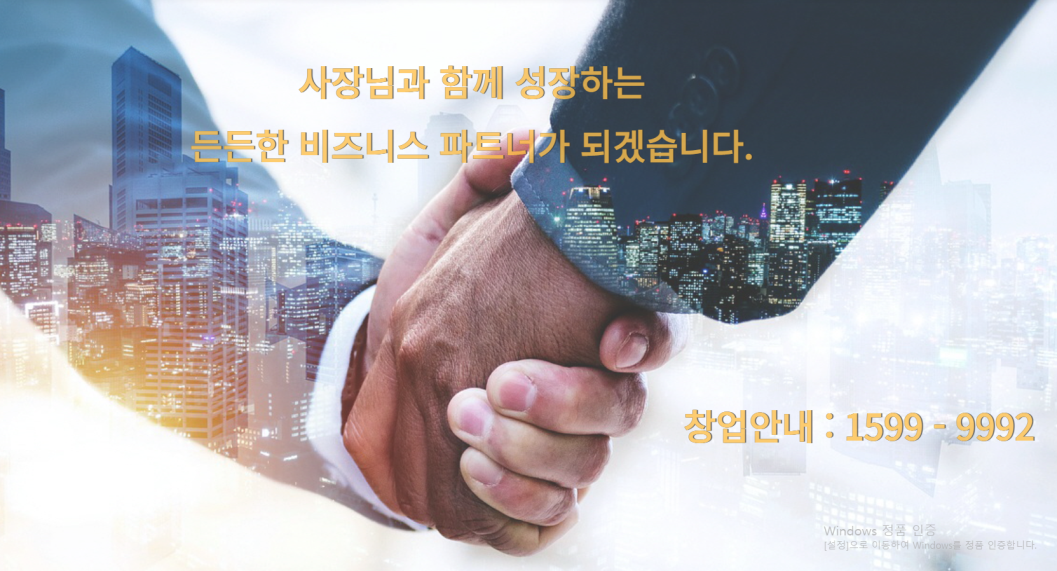 사장님과 함께 성장하는
든든한 비즈니스 파트너가 되겠습니다.
창업안내 : 1599 - 9992
Windows 정품 인증
[설정]으로 이동하여 Windows를 정품 인증합니다.